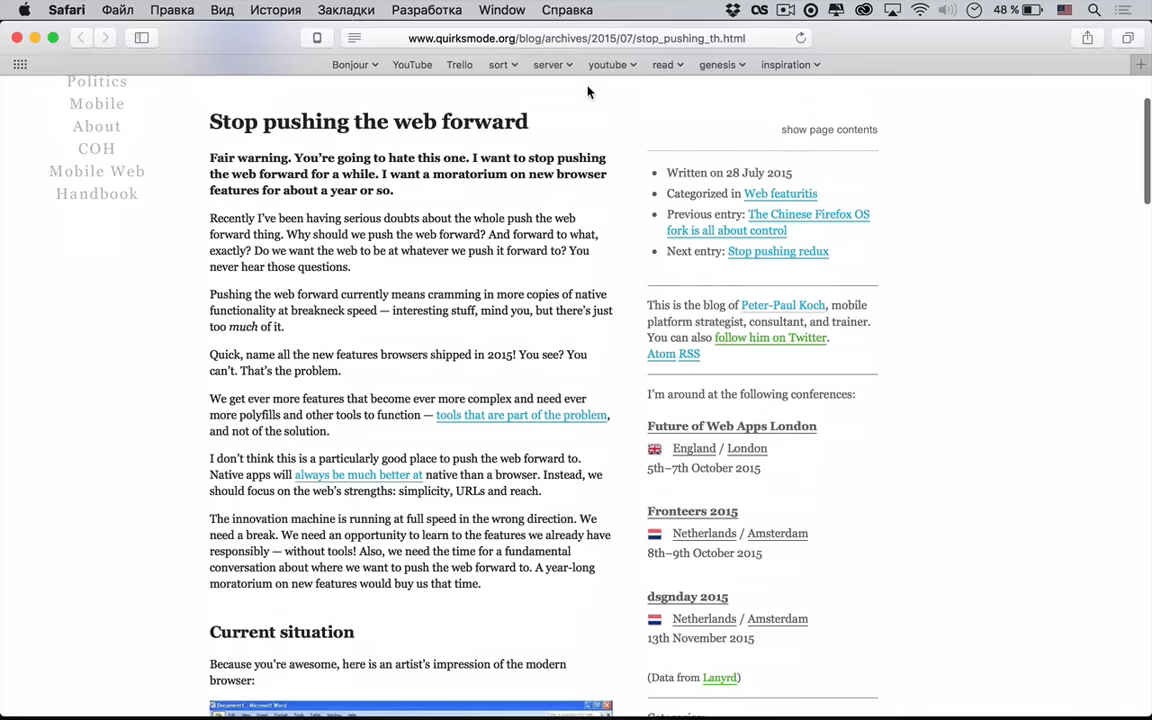 Safari Файл Правка Вид История Закладки Разработка Window Справка 48 %
www.quirksmode.org/blog/archives/2015/07/stop_pushing_th.html
Bonjour YouTube Trello sort server youtube read genesis inspiration
Politics
Mobile
About
COH
Mobile Web
Handbook
Stop pushing the web forward
Fair warning. You’re going to hate this one. I want to stop pushing
the web forward for a while. I want a moratorium on new browser
features for about a year or so.
Recently I’ve been having serious doubts about the whole push the web
forward thing. Why should we push the web forward? And forward to what,
exactly? Do we want the web to be at whatever we push it forward to? You
never hear those questions.
Pushing the web forward currently means cramming in more copies of native
functionality at breakneck speed — interesting stuff, mind you, but there’s just
too much of it.
Quick, name all the new features browsers shipped in 2015! You see? You
can’t. That’s the problem.
We get ever more features that become ever more complex and need ever
more polyfills and other tools to function — tools that are part of the problem,
and not of the solution.
I don’t think this is a particularly good place to push the web forward to.
Native apps will always be much better at native than a browser. Instead, we
should focus on the web’s strengths: simplicity, URLs and reach.
The innovation machine is running at full speed in the wrong direction. We
need a break. We need an opportunity to learn to the features we already have
responsibly — without tools! Also, we need the time for a fundamental
conversation about where we want to push the web forward to. A year-long
moratorium on new features would buy us that time.
Current situation
Because you’re awesome, here is an artist’s impression of the modern
browser:
Document1 - Microsoft Word
show page contents
Written on 28 July 2015
Categorized in Web featuritis
Previous entry: The Chinese Firefox OS
fork is all about control
Next entry: Stop pushing redux
This is the blog of Peter-Paul Koch, mobile
platform strategist, consultant, and trainer.
You can also follow him on Twitter.
Atom RSS
I’m around at the following conferences:
Future of Web Apps London
England / London
5th–7th October 2015
Fronteers 2015
Netherlands / Amsterdam
8th–9th October 2015
dsgnday 2015
Netherlands / Amsterdam
13th November 2015
(Data from Lanyrd)